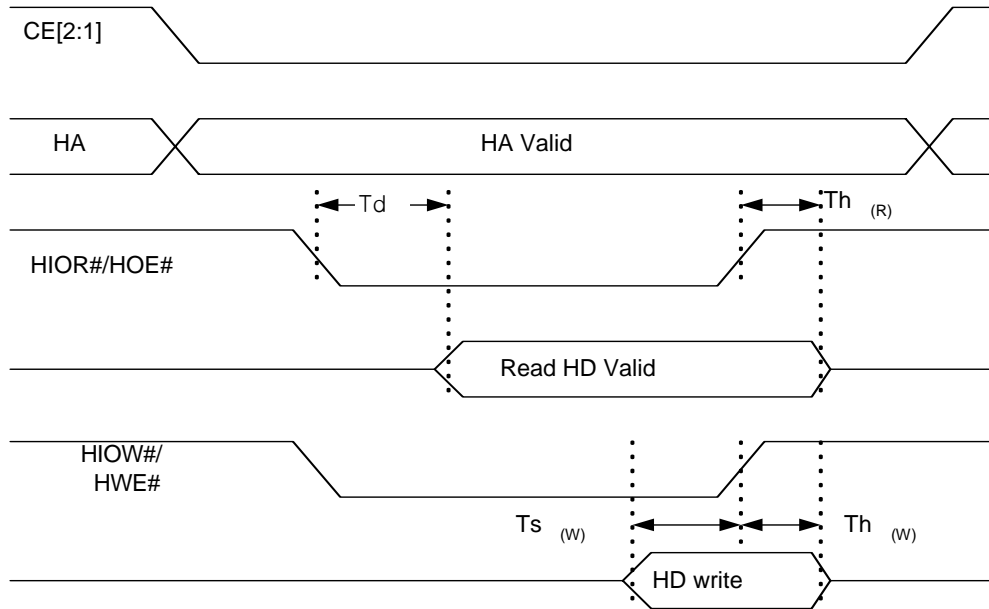 CE[2:1]
HA
HA Valid
Td
Th (R)
HIOR#/HOE#
Read HD Valid
HIOW#/
HWE#
Ts (W)
Th (W)
HD write